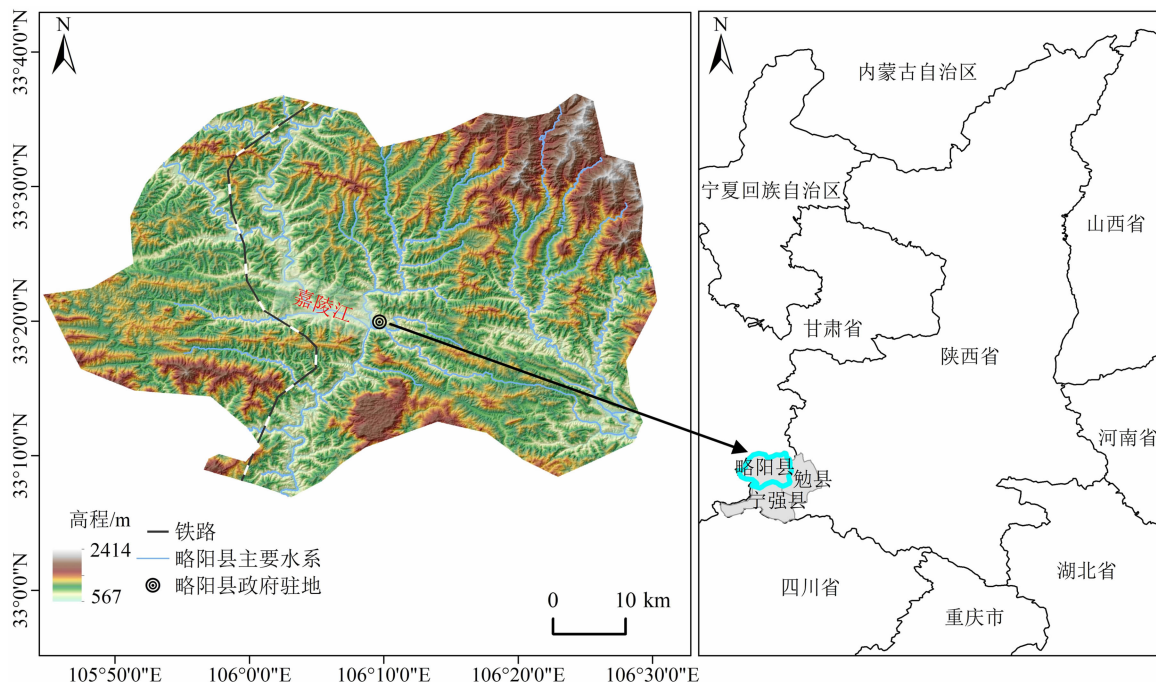 N
33°40′0″N
33°30′0″N
33°20′0″N
33°10′0″N
33°0′0″N
嘉陵江
高程/m
2414
567
铁路
略阳县主要水系
略阳县政府驻地
0 10 km
105°50′0″E
106°0′0″E
106°10′0″E
106°20′0″E
106°30′0″E
N
内蒙古自治区
宁夏回族自治区
山西省
甘肃省
陕西省
河南省
略阳县
勉县
宁强县
湖北省
四川省
重庆市